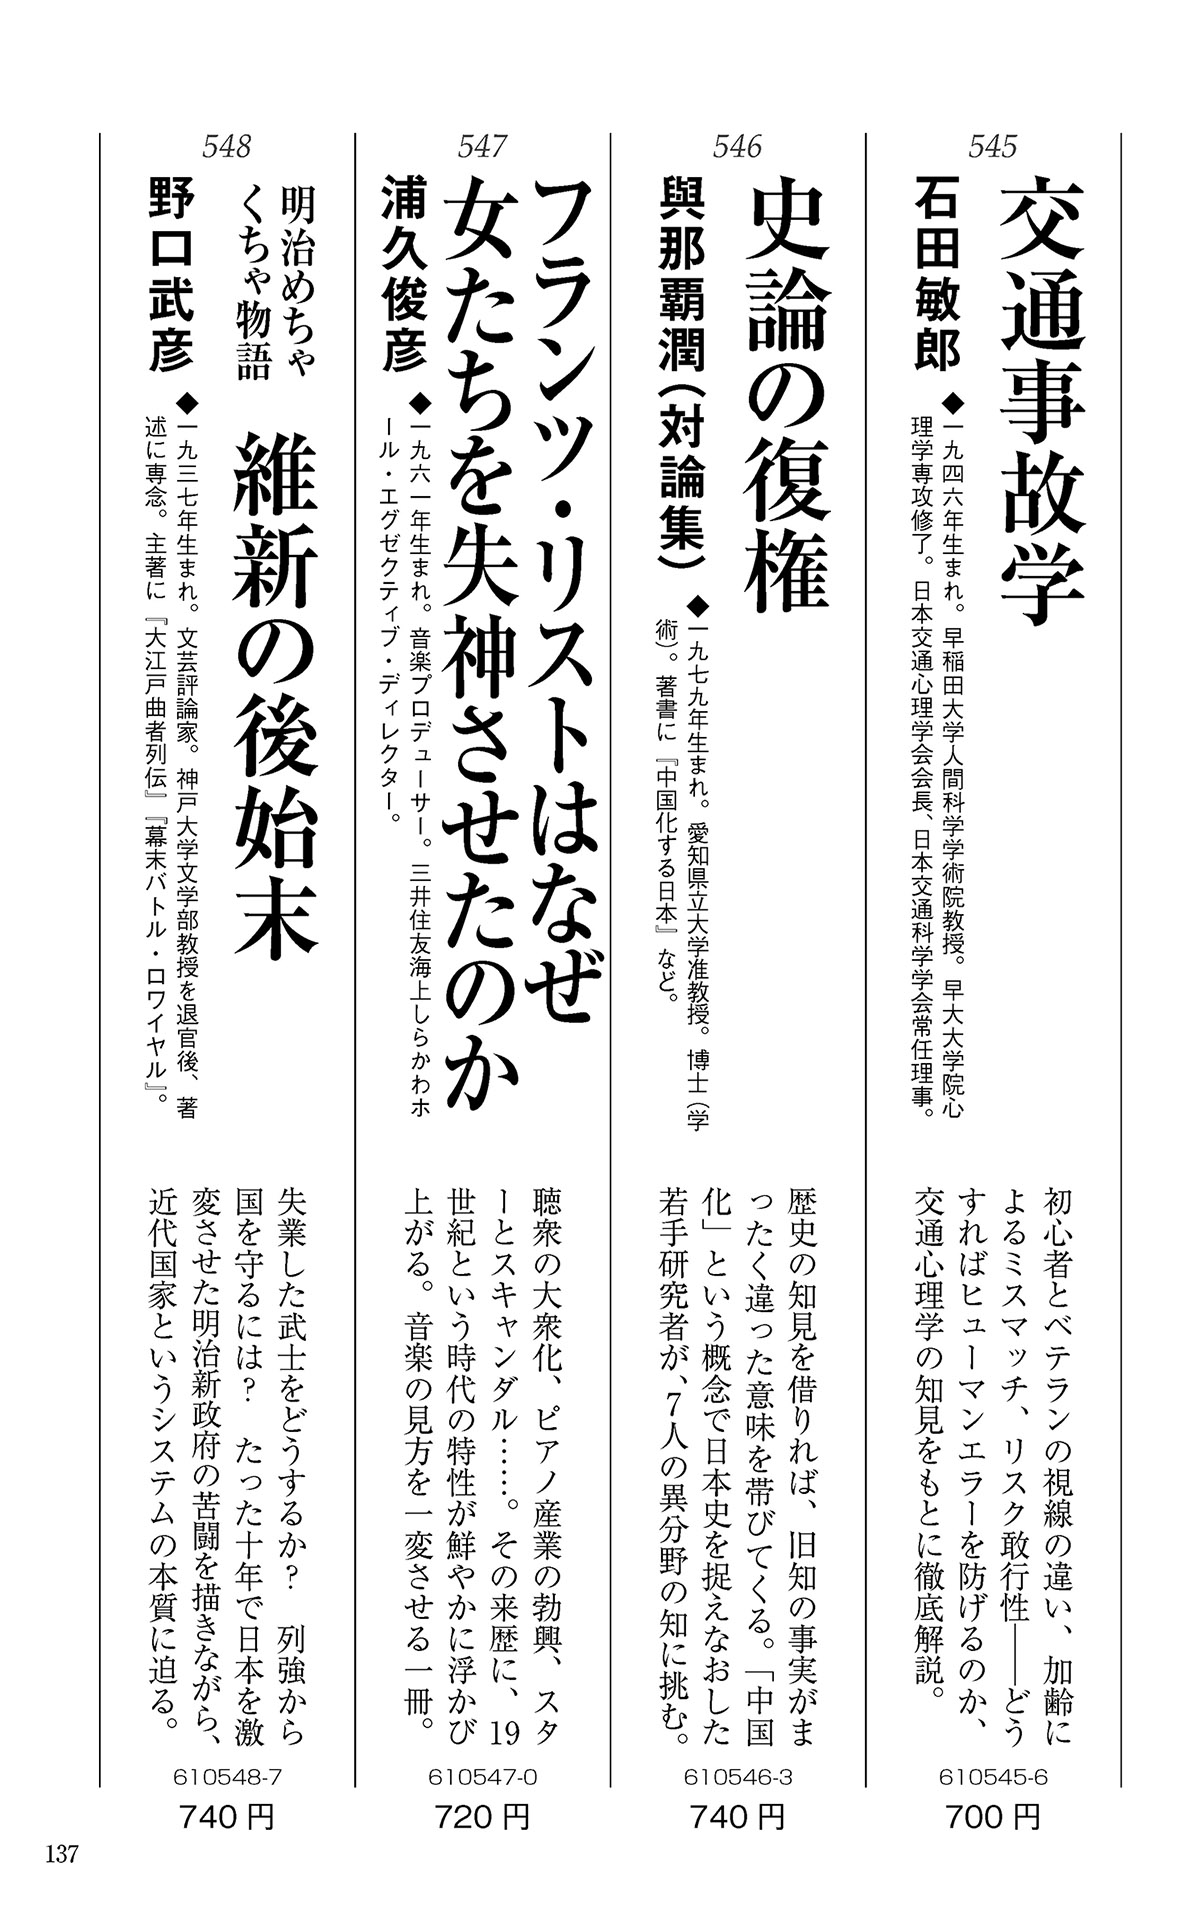 545
交通事故学
石田敏郎
◆一九四六年生まれ。早稲田大学人間科学学術院教授。早大大学院心
理学専攻修了。日本交通心理学会会長、日本交通科学学会常任理事。
初心者とベテランの視線の違い、加齢に
よるミスマッチ、リスク敢行性――どう
すればヒューマンエラーを防げるのか、
交通心理学の知見をもとに徹底解説。
610545-6
700円
546
史論の復権
與那覇潤（対論集）
◆一九七九年生まれ。愛知県立大学准教授。博士（学
術）。著書に『中国化する日本』など。
歴史の知見を借りれば、旧知の事実がま
ったく違った意味を帯びてくる。「中国
化」という概念で日本史を捉えなおした
若手研究者が、7人の異分野の知に挑む。
610546-3
740円
547
フランツ・リストはなぜ
女たちを失神させたのか
浦久俊彦
◆一九六一年生まれ。音楽プロデューサー。三井住友海上しらかわホ
ール・エグゼクティブ・ディレクター。
聴衆の大衆化、ピアノ産業の勃興、スタ
ーとスキャンダル……。その来歴に、19
世紀という時代の特性が鮮やかに浮かび
上がる。音楽の見方を一変させる一冊。
610547-0
720円
548
明治めちゃ
くちゃ物語
維新の後始末
野口武彦
◆一九三七年生まれ。文芸評論家。神戸大学文学部教授を退官後、著
述に専念。主著に『大江戸曲者列伝』『幕末バトル・ロワイヤル』。
失業した武士をどうするか？　列強から
国を守るには？　たった十年で日本を激
変させた明治新政府の苦闘を描きながら、
近代国家というシステムの本質に迫る。
610548-7
740円
137